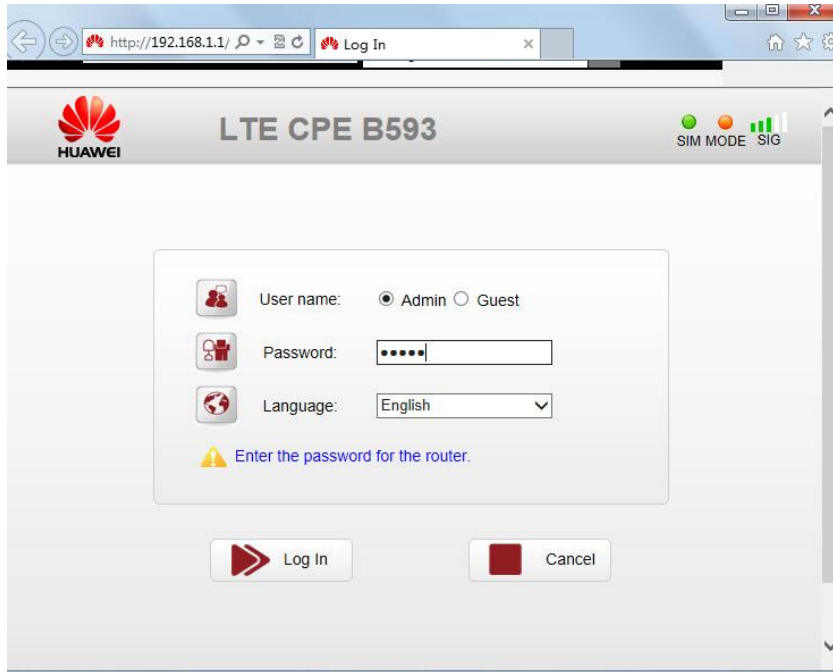 http://192.168.1.1/
Log In
HUAWEI
LTE CPE B593
SIM MODE SIG
User name: Admin Guest
Password:
Language: English
Enter the password for the router.
Log In Cancel